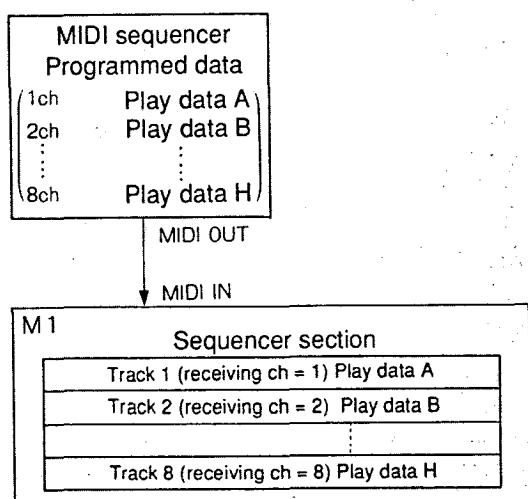 MIDI sequencer
Programmed data
1ch Play data A
2ch Play data B
8ch Play data H
MIDI OUT
MIDI IN
M1
Sequencer section
Track 1 (receiving ch = 1) Play data A
Track 2 (receiving ch = 2) Play data B
Track 8 (receiving ch = 8) Play data H